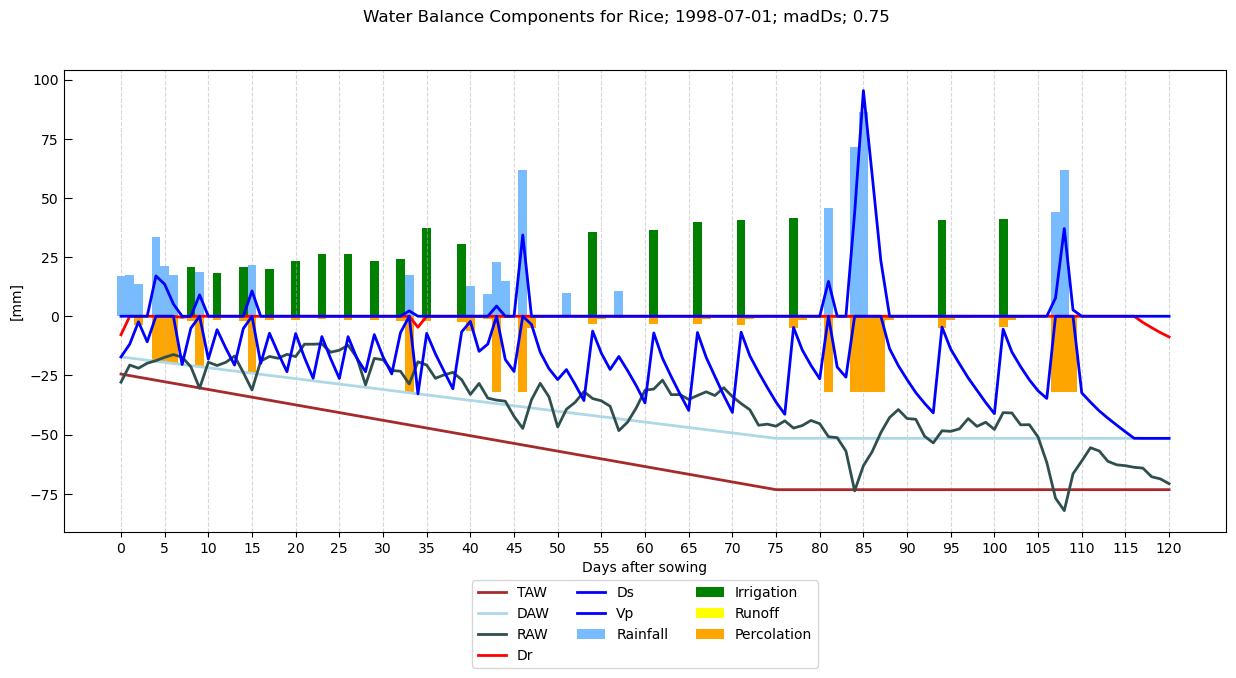 Water Balance Components for Rice; 1998-07-01; madDs; 0.75
100
75
50
25
0
−25
−50
−75
[mm]
0 5 10 15 20 25 30 35 40 45 50 55 60 65 70 75 80 85 90 95 100 105 110 115 120
Days after sowing
TAW Ds Irrigation
DAW Vp Runoff
RAW Rainfall Percolation
Dr